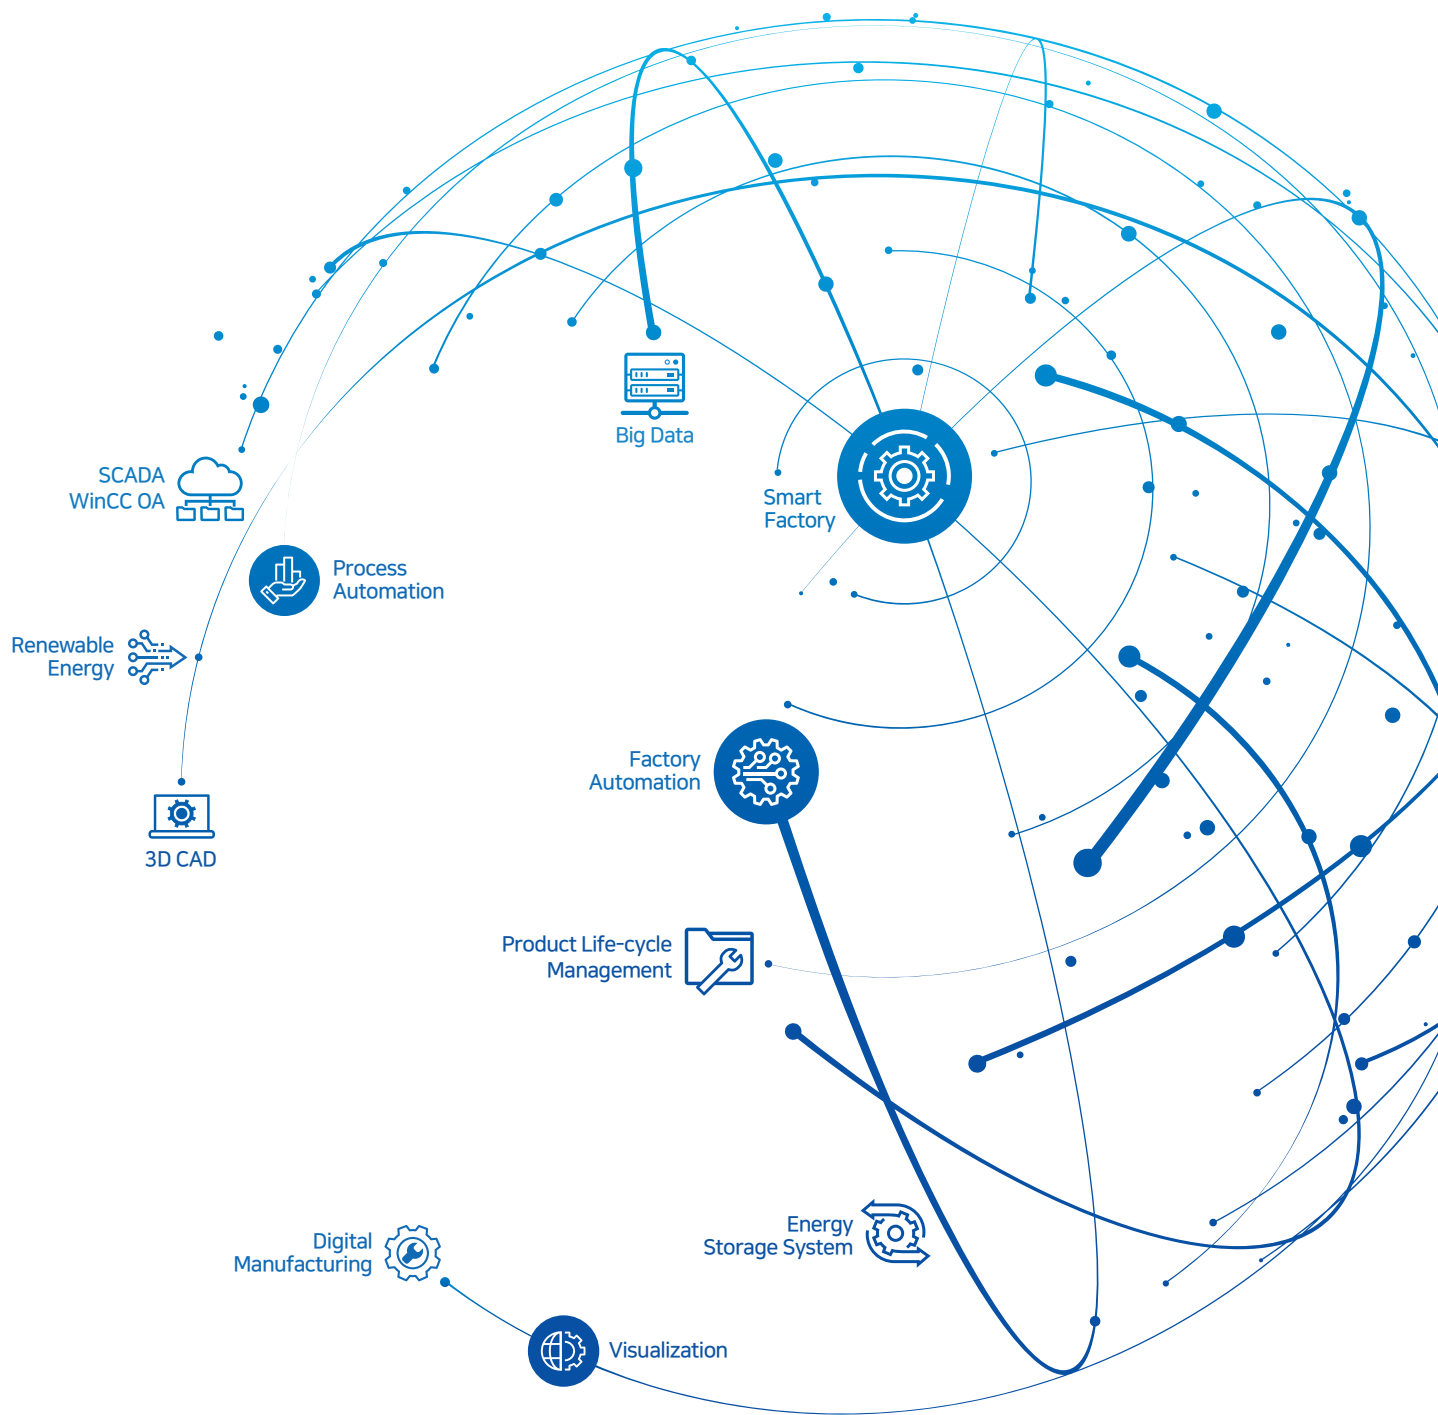 Big Data
SCADA
WinCC OA
Smart
Factory
Process
Automation
Renewable
Energy
Factory
Automation
3D CAD
Product Life-cycle
Management
Energy
Storage System
Digital
Manufacturing
Visualization